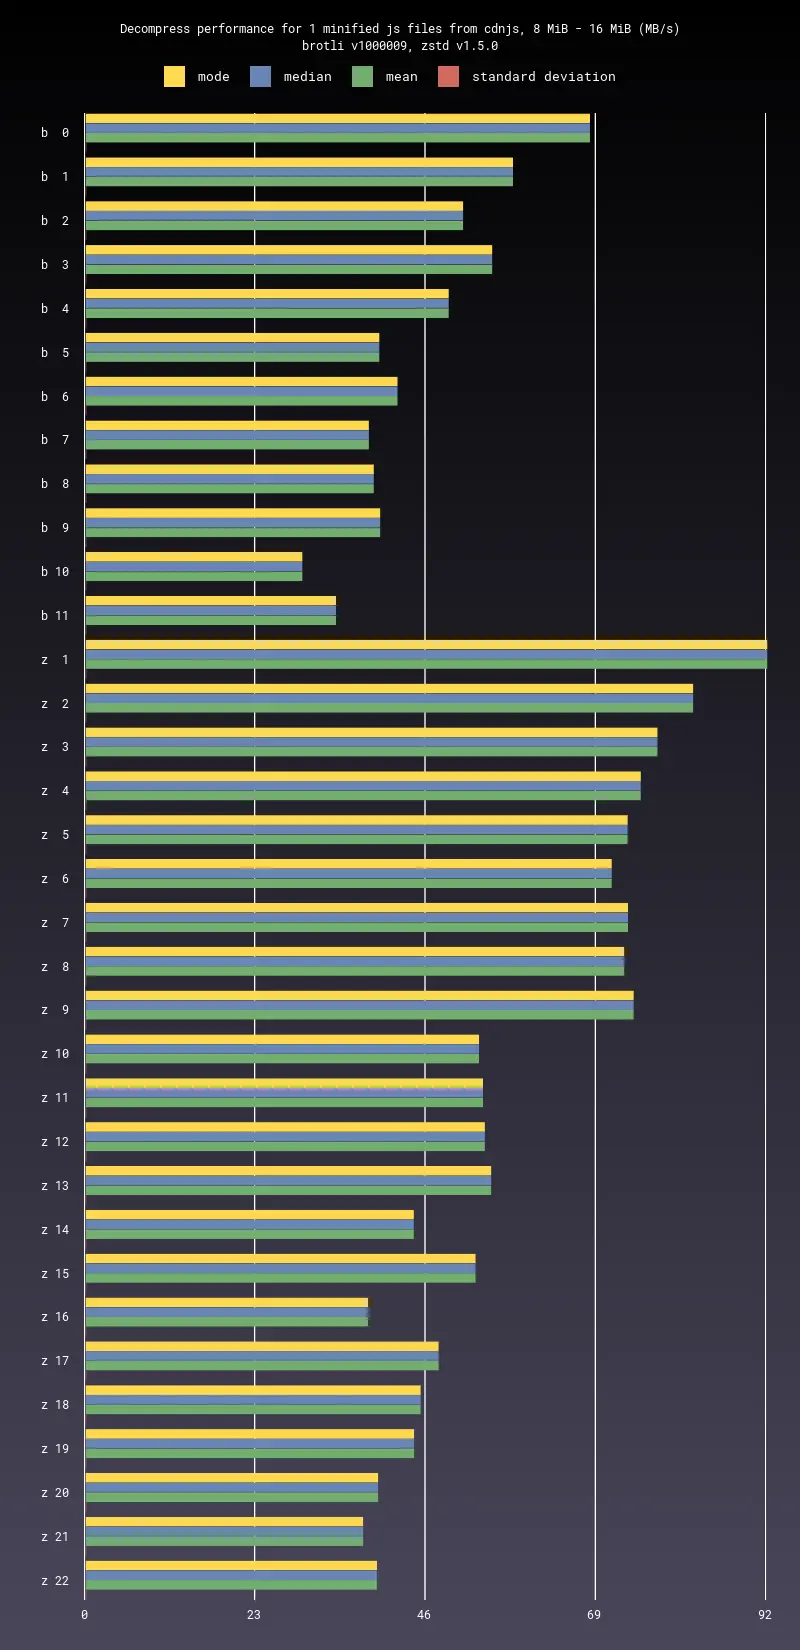 Decompress performance for 1 minified js files from cdnjs, 8 MiB - 16 MiB (MB/s)
brotli v1000009, zstd v1.5.0
mode median mean standard deviation
b 0
b 1
b 2
b 3
b 4
b 5
b 6
b 7
b 8
b 9
b 10
b 11
z 1
z 2
z 3
z 4
z 5
z 6
z 7
z 8
z 9
z 10
z 11
z 12
z 13
z 14
z 15
z 16
z 17
z 18
z 19
z 20
z 21
z 22
0 23 46 69 92